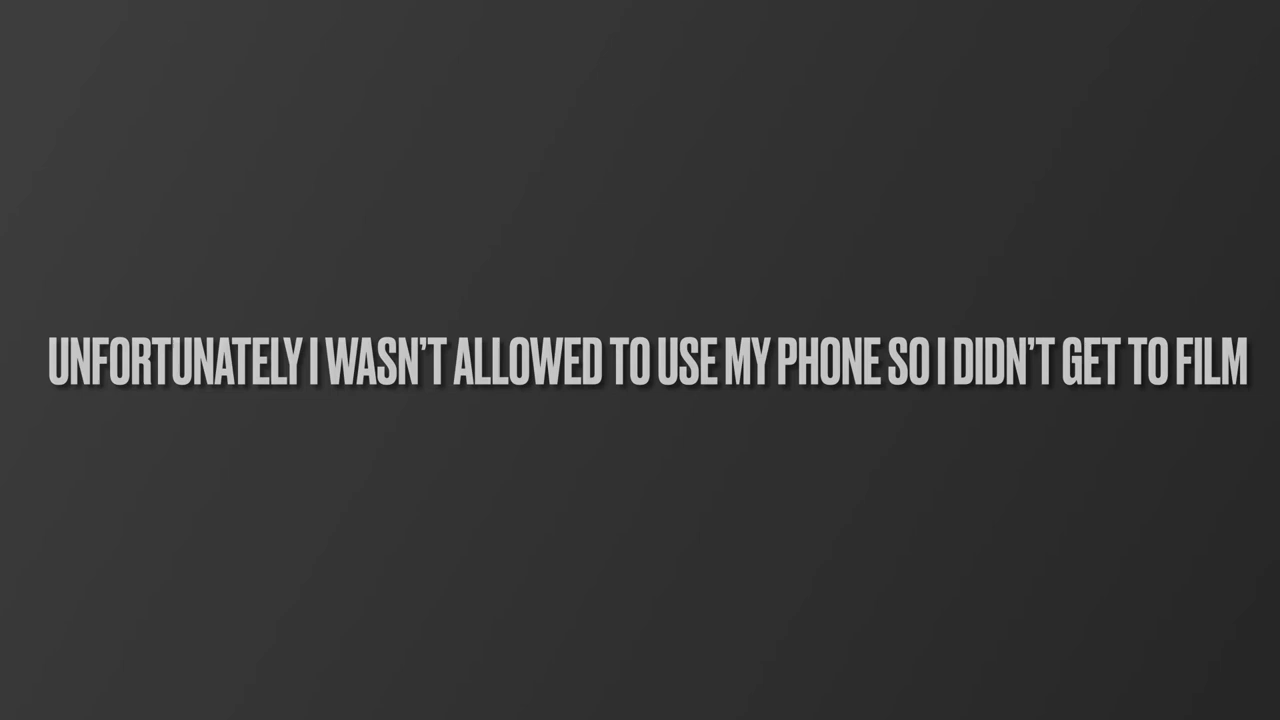 UNFORTUNATELY I WASN’T ALLOWED TO USE MY PHONE SO I DIDN’T GET TO FILM